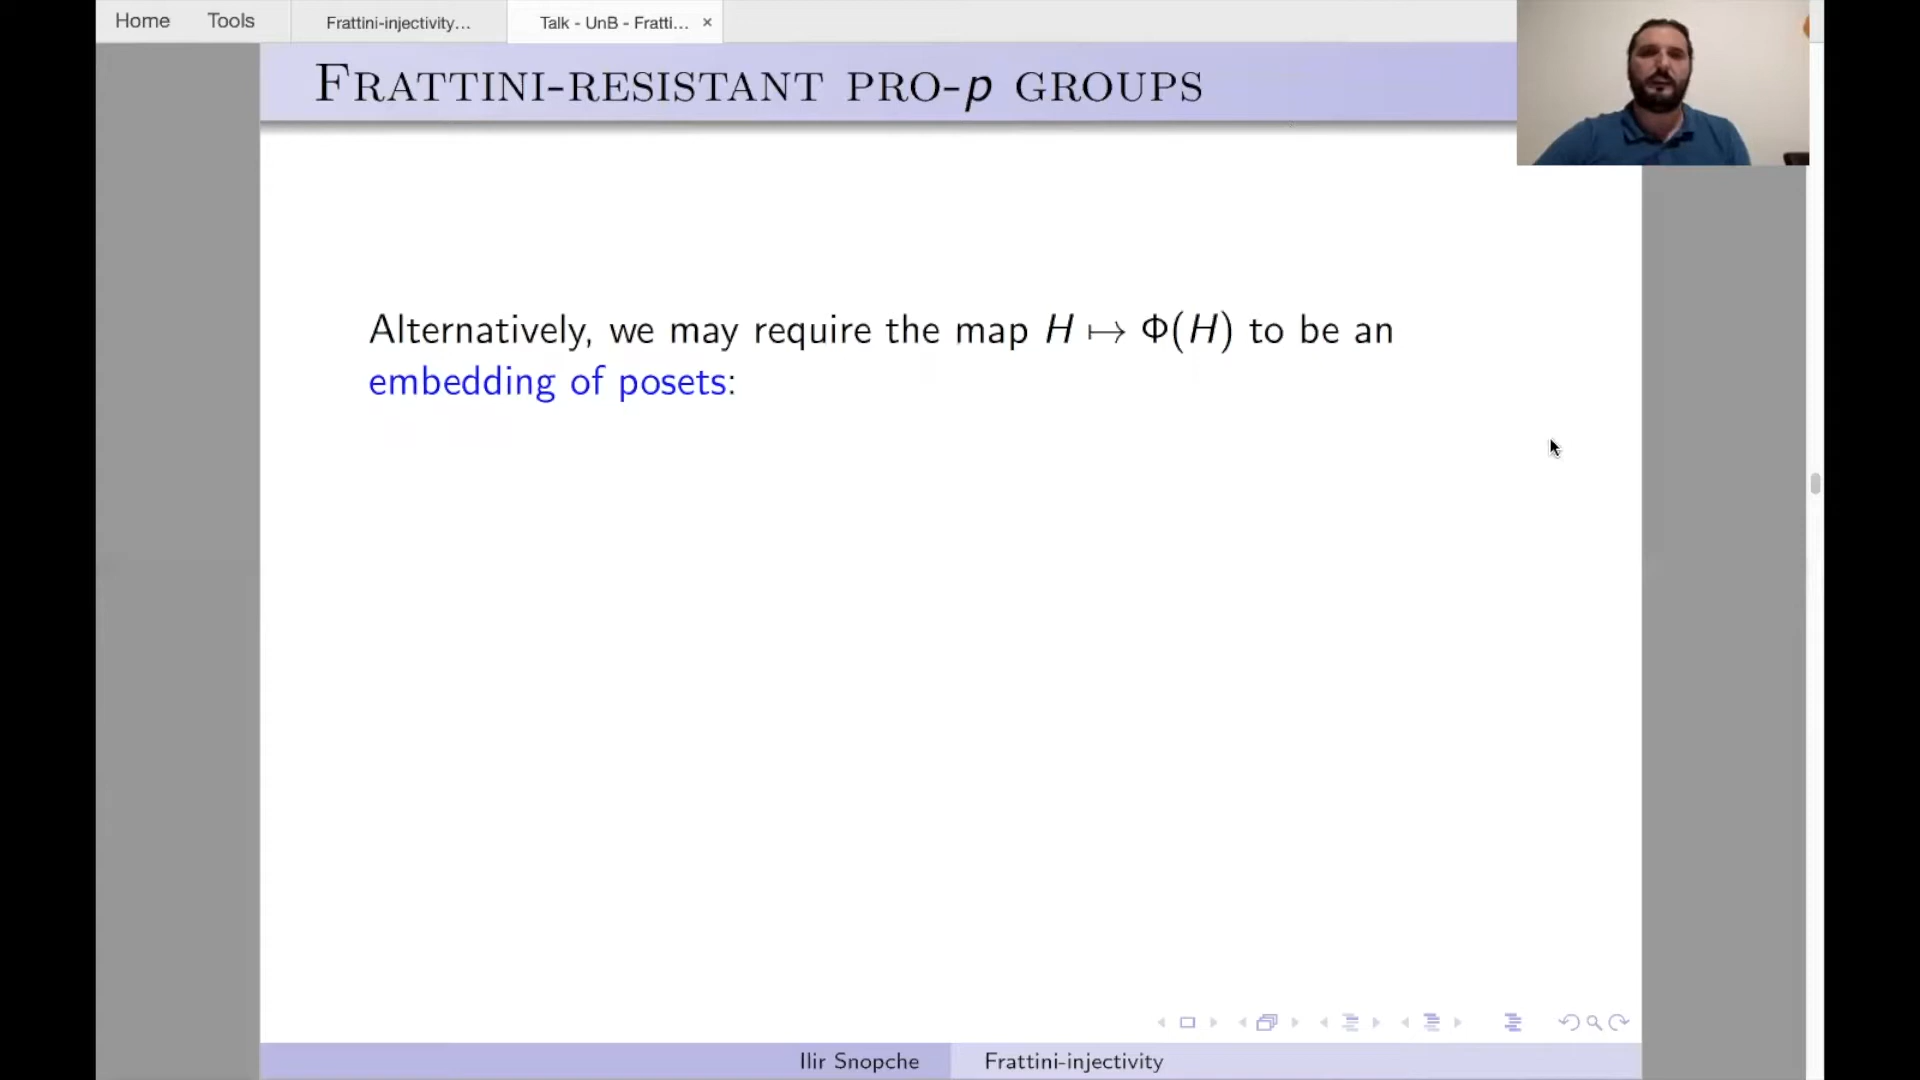 Home Tools Frattini-injectivity... Talk - UnB - Fratti... ×
FRATTINI-RESISTANT PRO-p GROUPS
Alternatively, we may require the map H ↦ Φ(H) to be an
embedding of posets:
Ilir Snopche Frattini-injectivity